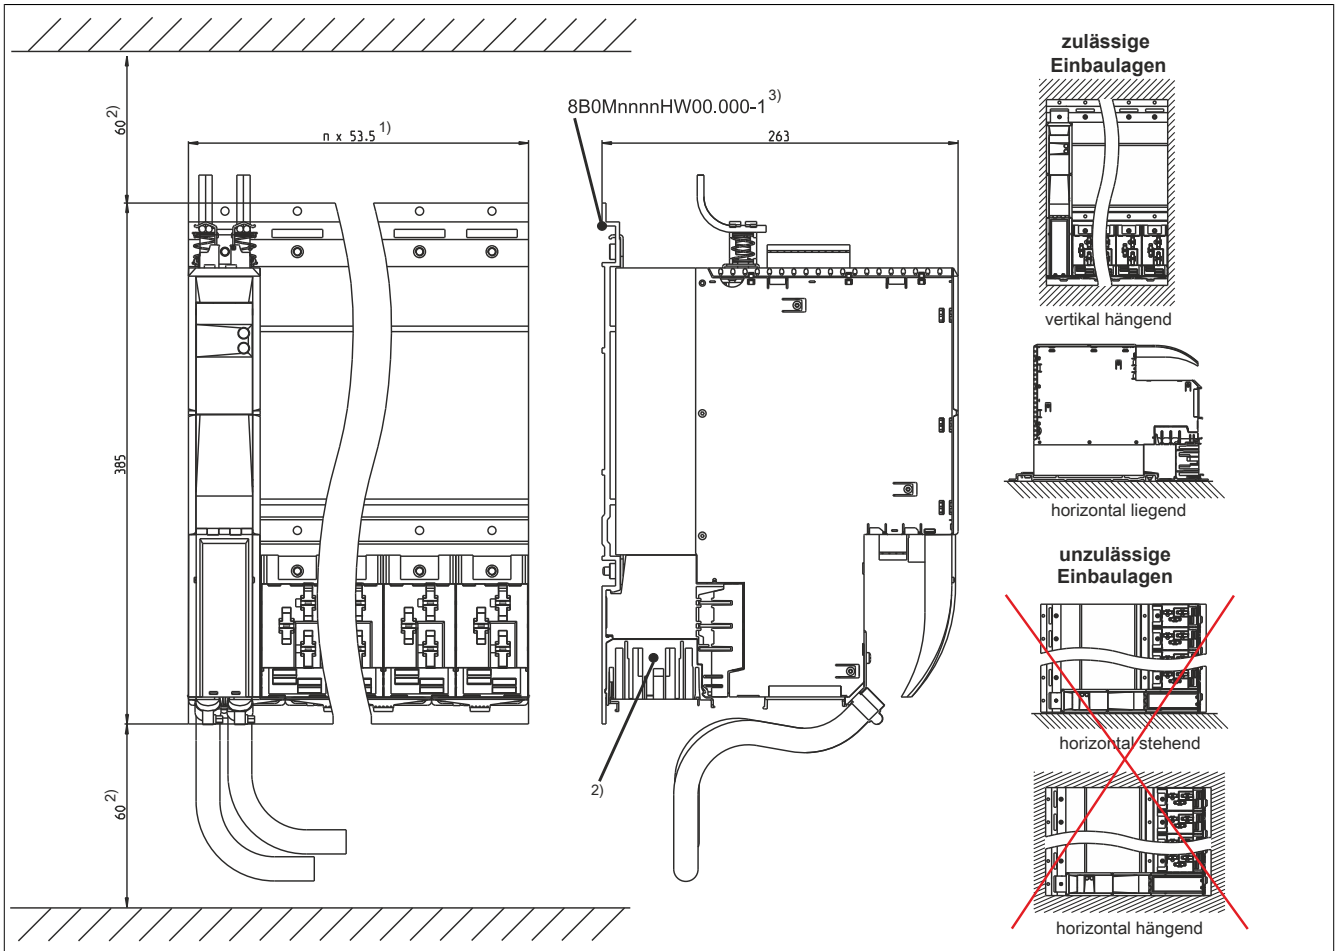 60 2)
n x 53.5 1)
385
60 2)
8B0MnnnnHW00.000-1 3)
263
2)
zulässige
Einbaulagen
vertikal hängend
horizontal liegend
unzulässige
Einbaulagen
horizontal stehend
horizontal hängend